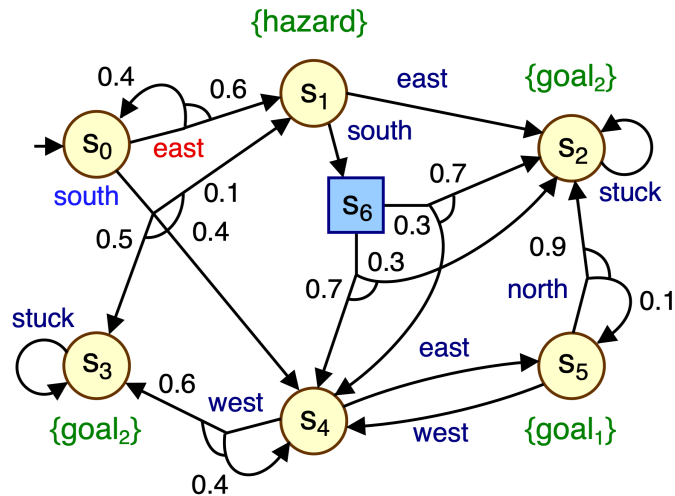 {hazard}
0.4
0.6
s1
east
{goal2}
s0
east
south
s2
0.7
south
0.1
s6
0.3
stuck
0.5
0.4
0.9
0.3
0.7
north
0.1
stuck
east
s3
0.6
west
s5
{goal2}
s4
west
{goal1}
0.4